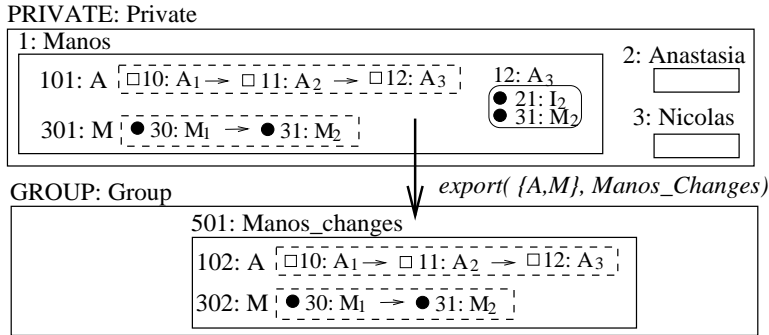 PRIVATE: Private
1: Manos
2: Anastasia
101: A 10: A1 11: A2 12: A3
12: A3
21: I2
31: M2
3: Nicolas
301: M 30: M1 31: M2
GROUP: Group
export( {A,M}, Manos_Changes)
501: Manos_changes
102: A 10: A1 11: A2 12: A3
302: M 30: M1 31: M2